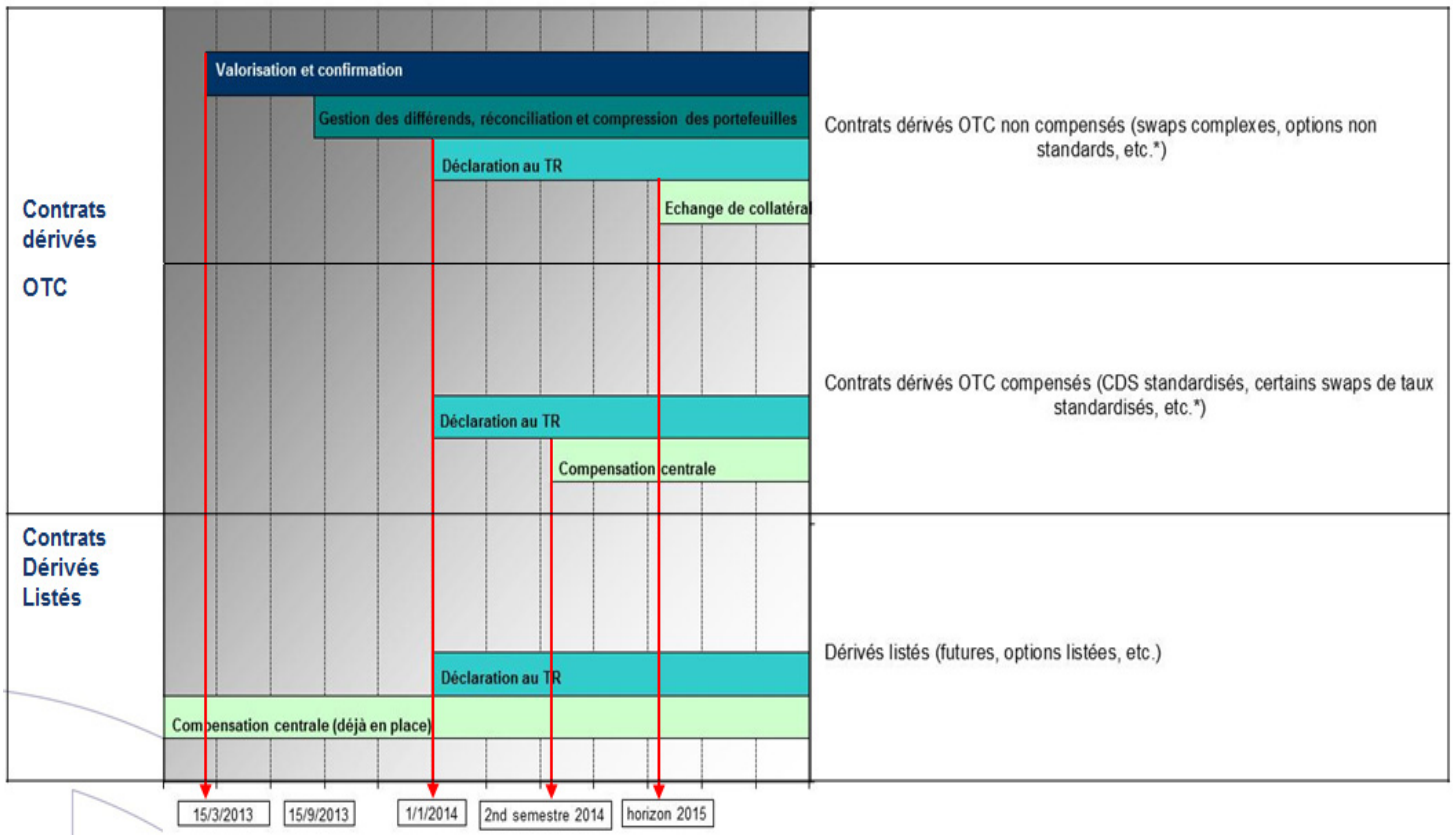 Valorisation et confirmation
Gestion des différends, réconciliation et compression des portefeuilles
Déclaration au TR
Echange de collatéral
Contrats dérivés OTC non compensés (swaps complexes, options non
standards, etc.*)
Contrats
dérivés
OTC
Déclaration au TR
Compensation centrale
Contrats dérivés OTC compensés (CDS standardisés, certains swaps de taux
standardisés, etc.*)
Contrats
Dérivés
Listés
Déclaration au TR
Compensation centrale (déjà en place)
Dérivés listés (futures, options listées, etc.)
15/3/2013
15/9/2013
1/1/2014
2nd semestre 2014
horizon 2015